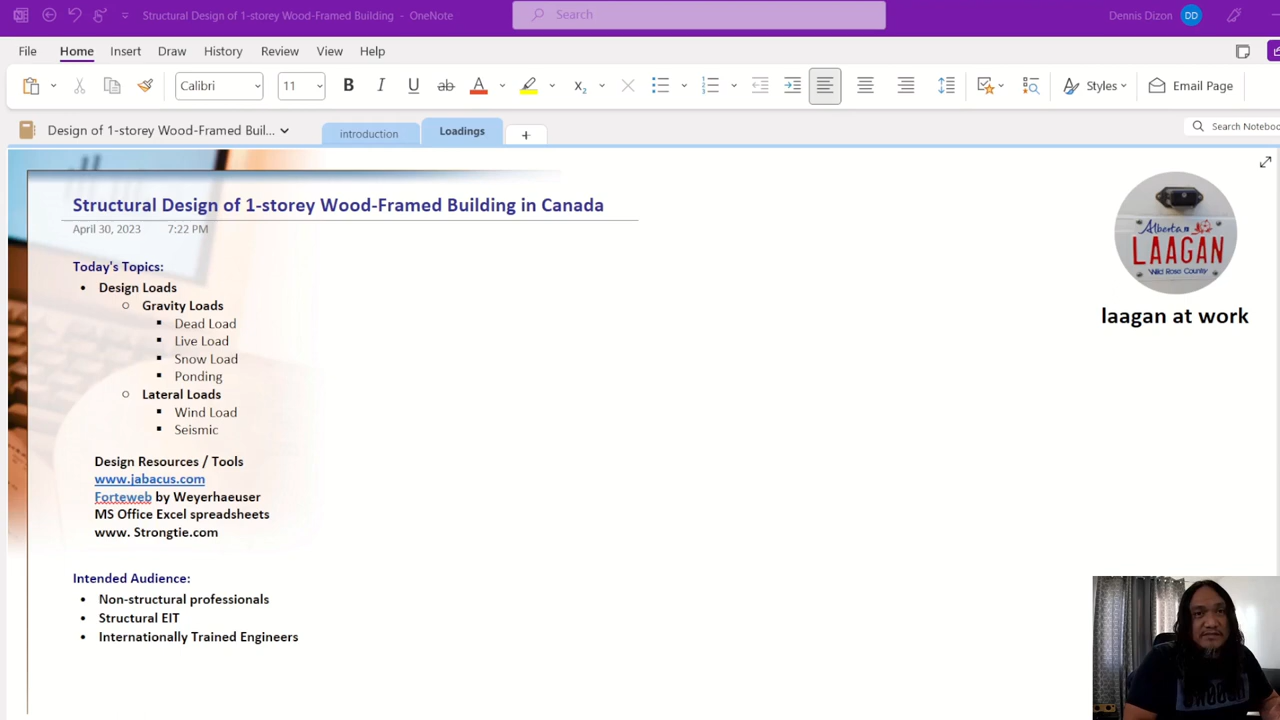 Structural Design of 1-storey Wood-Framed Building - OneNote
Search
Dennis Dizon
DD
File Home Insert Draw History Review View Help
Calibri 11 B I U ab A x₂ Styles Email Page
Design of 1-storey Wood-Framed Buil... introduction Loadings + Search Noteboo
Structural Design of 1-storey Wood-Framed Building in Canada
April 30, 2023 7:22 PM
Today's Topics:
• Design Loads
○ Gravity Loads
▪ Dead Load
▪ Live Load
▪ Snow Load
▪ Ponding
○ Lateral Loads
▪ Wind Load
▪ Seismic
Design Resources / Tools
www.jabacus.com
Forteweb by Weyerhaeuser
MS Office Excel spreadsheets
www. Strongtie.com
Intended Audience:
• Non-structural professionals
• Structural EIT
• Internationally Trained Engineers
Alberta
LAAGAN
Wild Rose Country
laagan at work